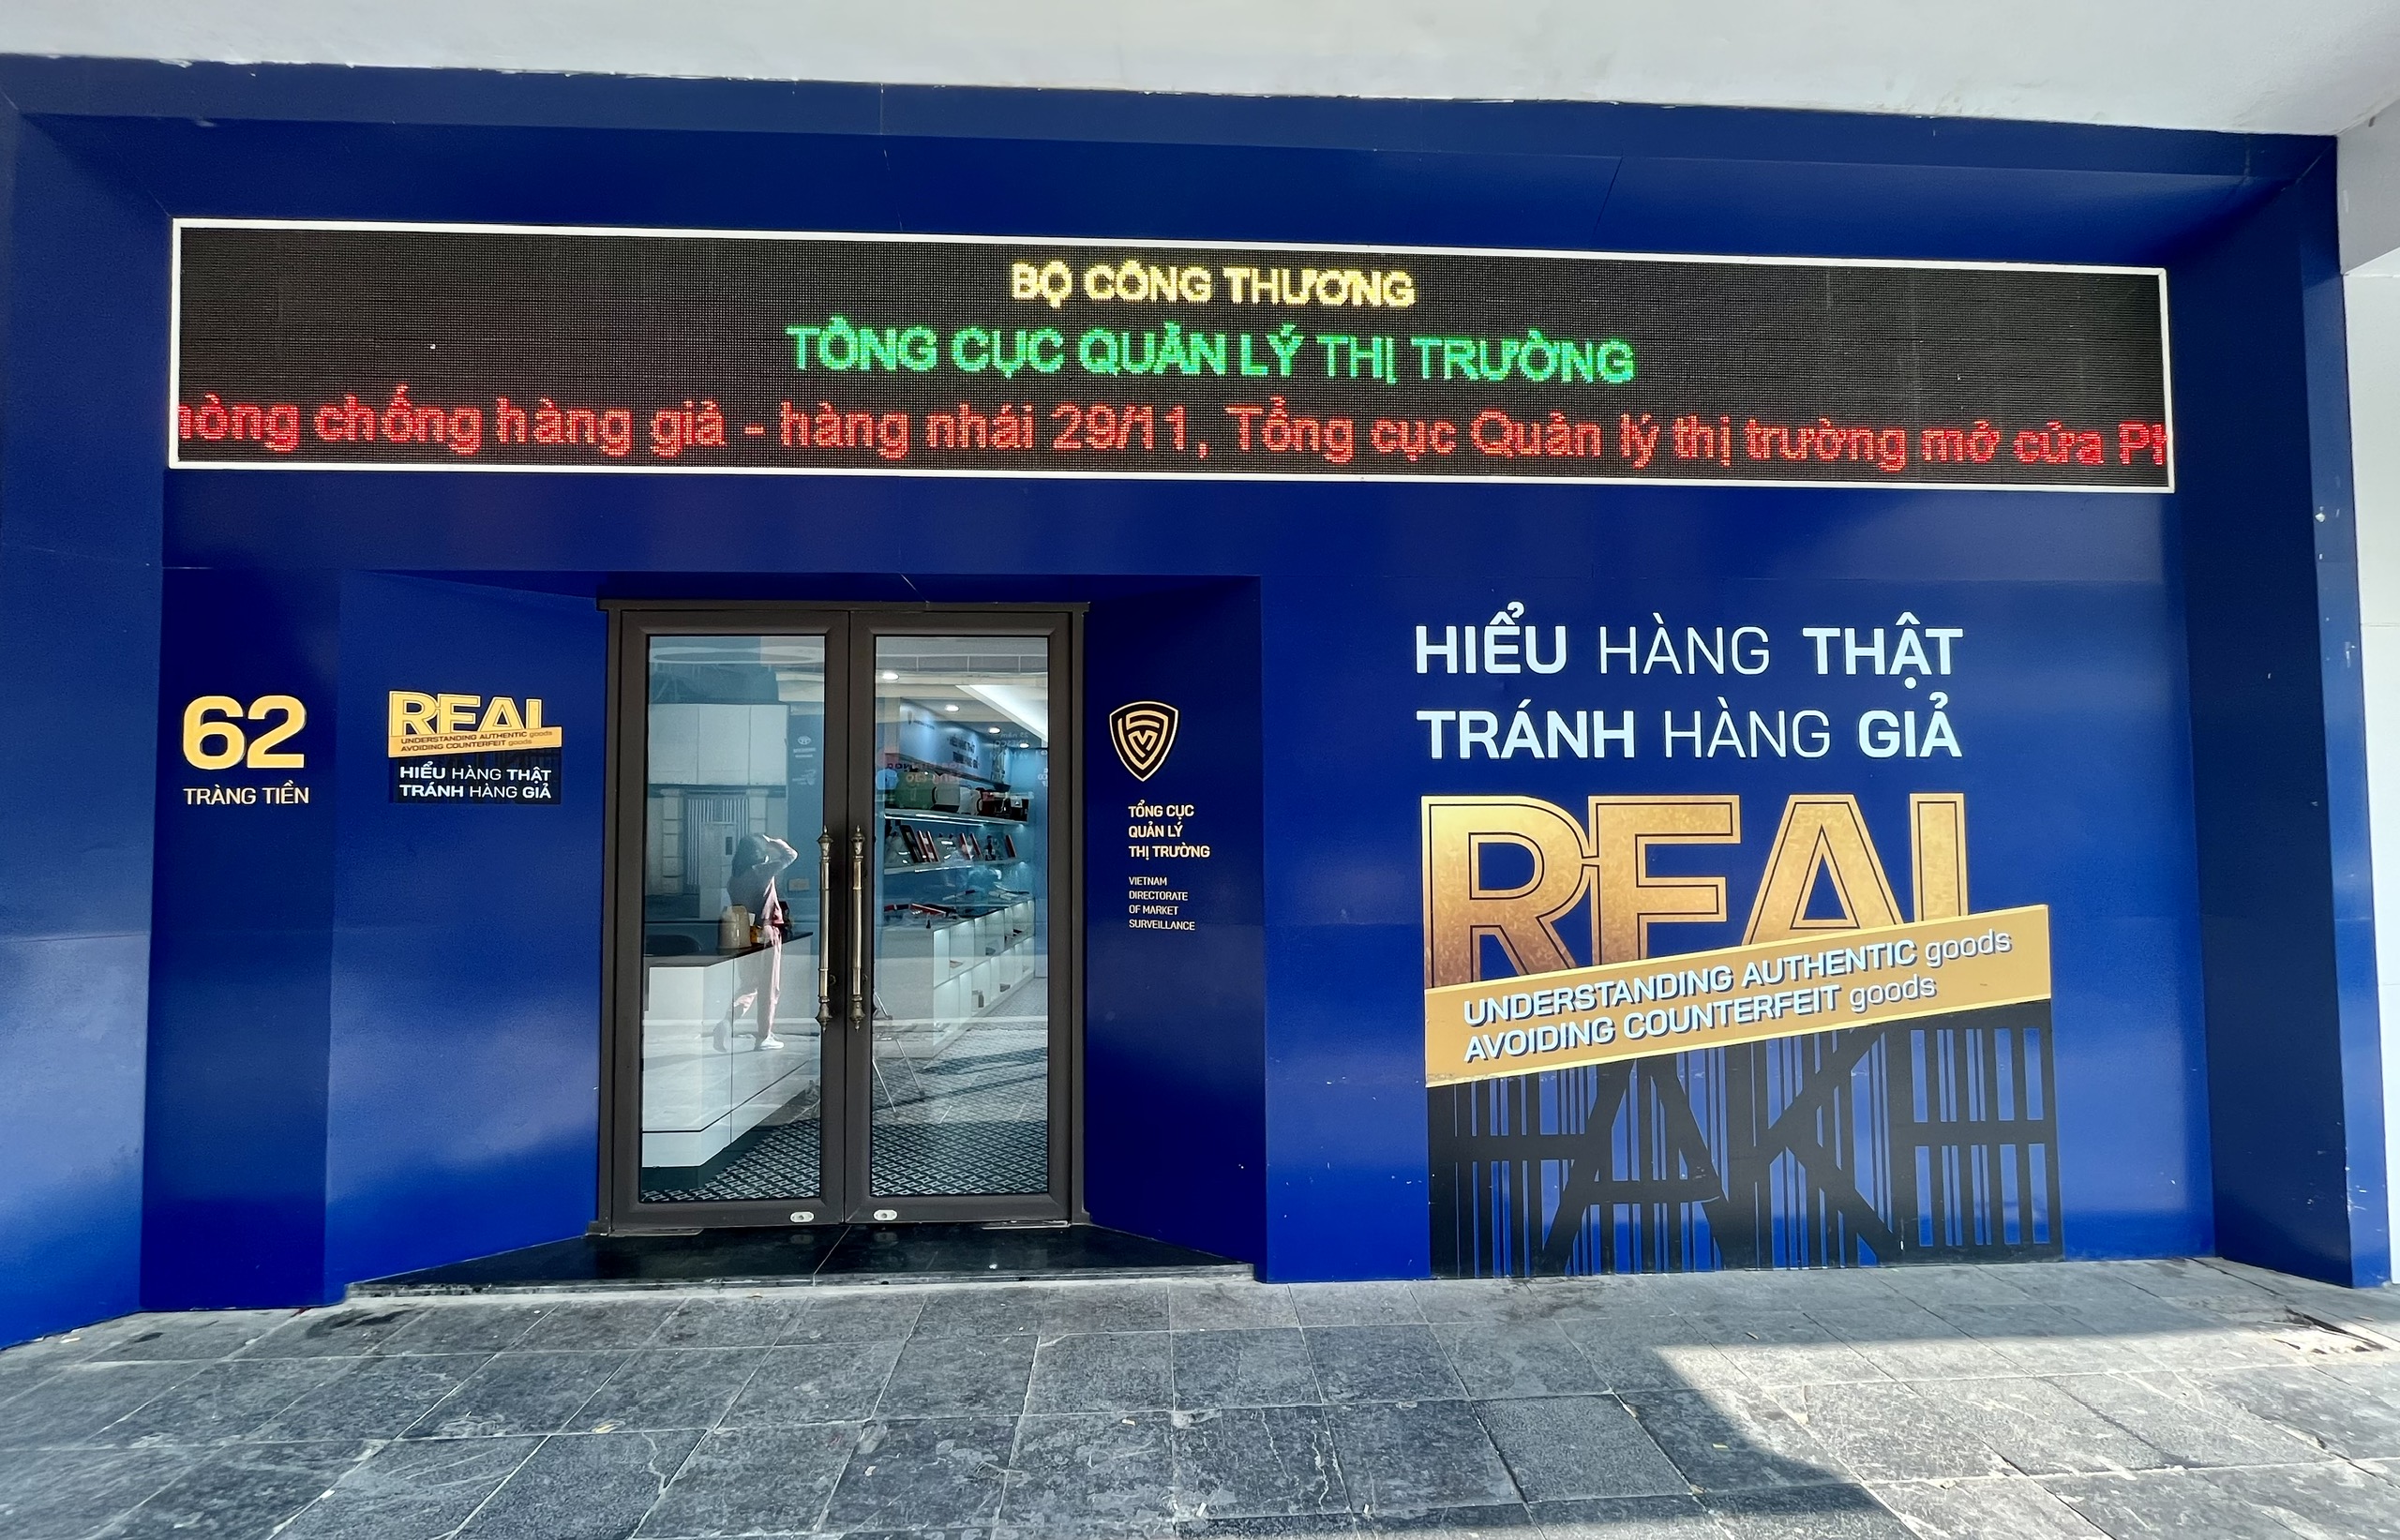 BỘ CÔNG THƯƠNG
TỔNG CỤC QUẢN LÝ THỊ TRƯỜNG
chống hàng giả - hàng nhái 29/11, Tổng cục Quản lý thị trường mở cửa
62
TRÀNG TIỀN
REAL
UNDERSTANDING AUTHENTIC goods
AVOIDING COUNTERFEIT goods
HIỂU HÀNG THẬT
TRÁNH HÀNG GIẢ
TỔNG CỤC
QUẢN LÝ
THỊ TRƯỜNG
VIETNAM
DIRECTORATE
OF MARKET
SURVEILLANCE
HIỂU HÀNG THẬT
TRÁNH HÀNG GIẢ
REAL
UNDERSTANDING AUTHENTIC goods
AVOIDING COUNTERFEIT goods